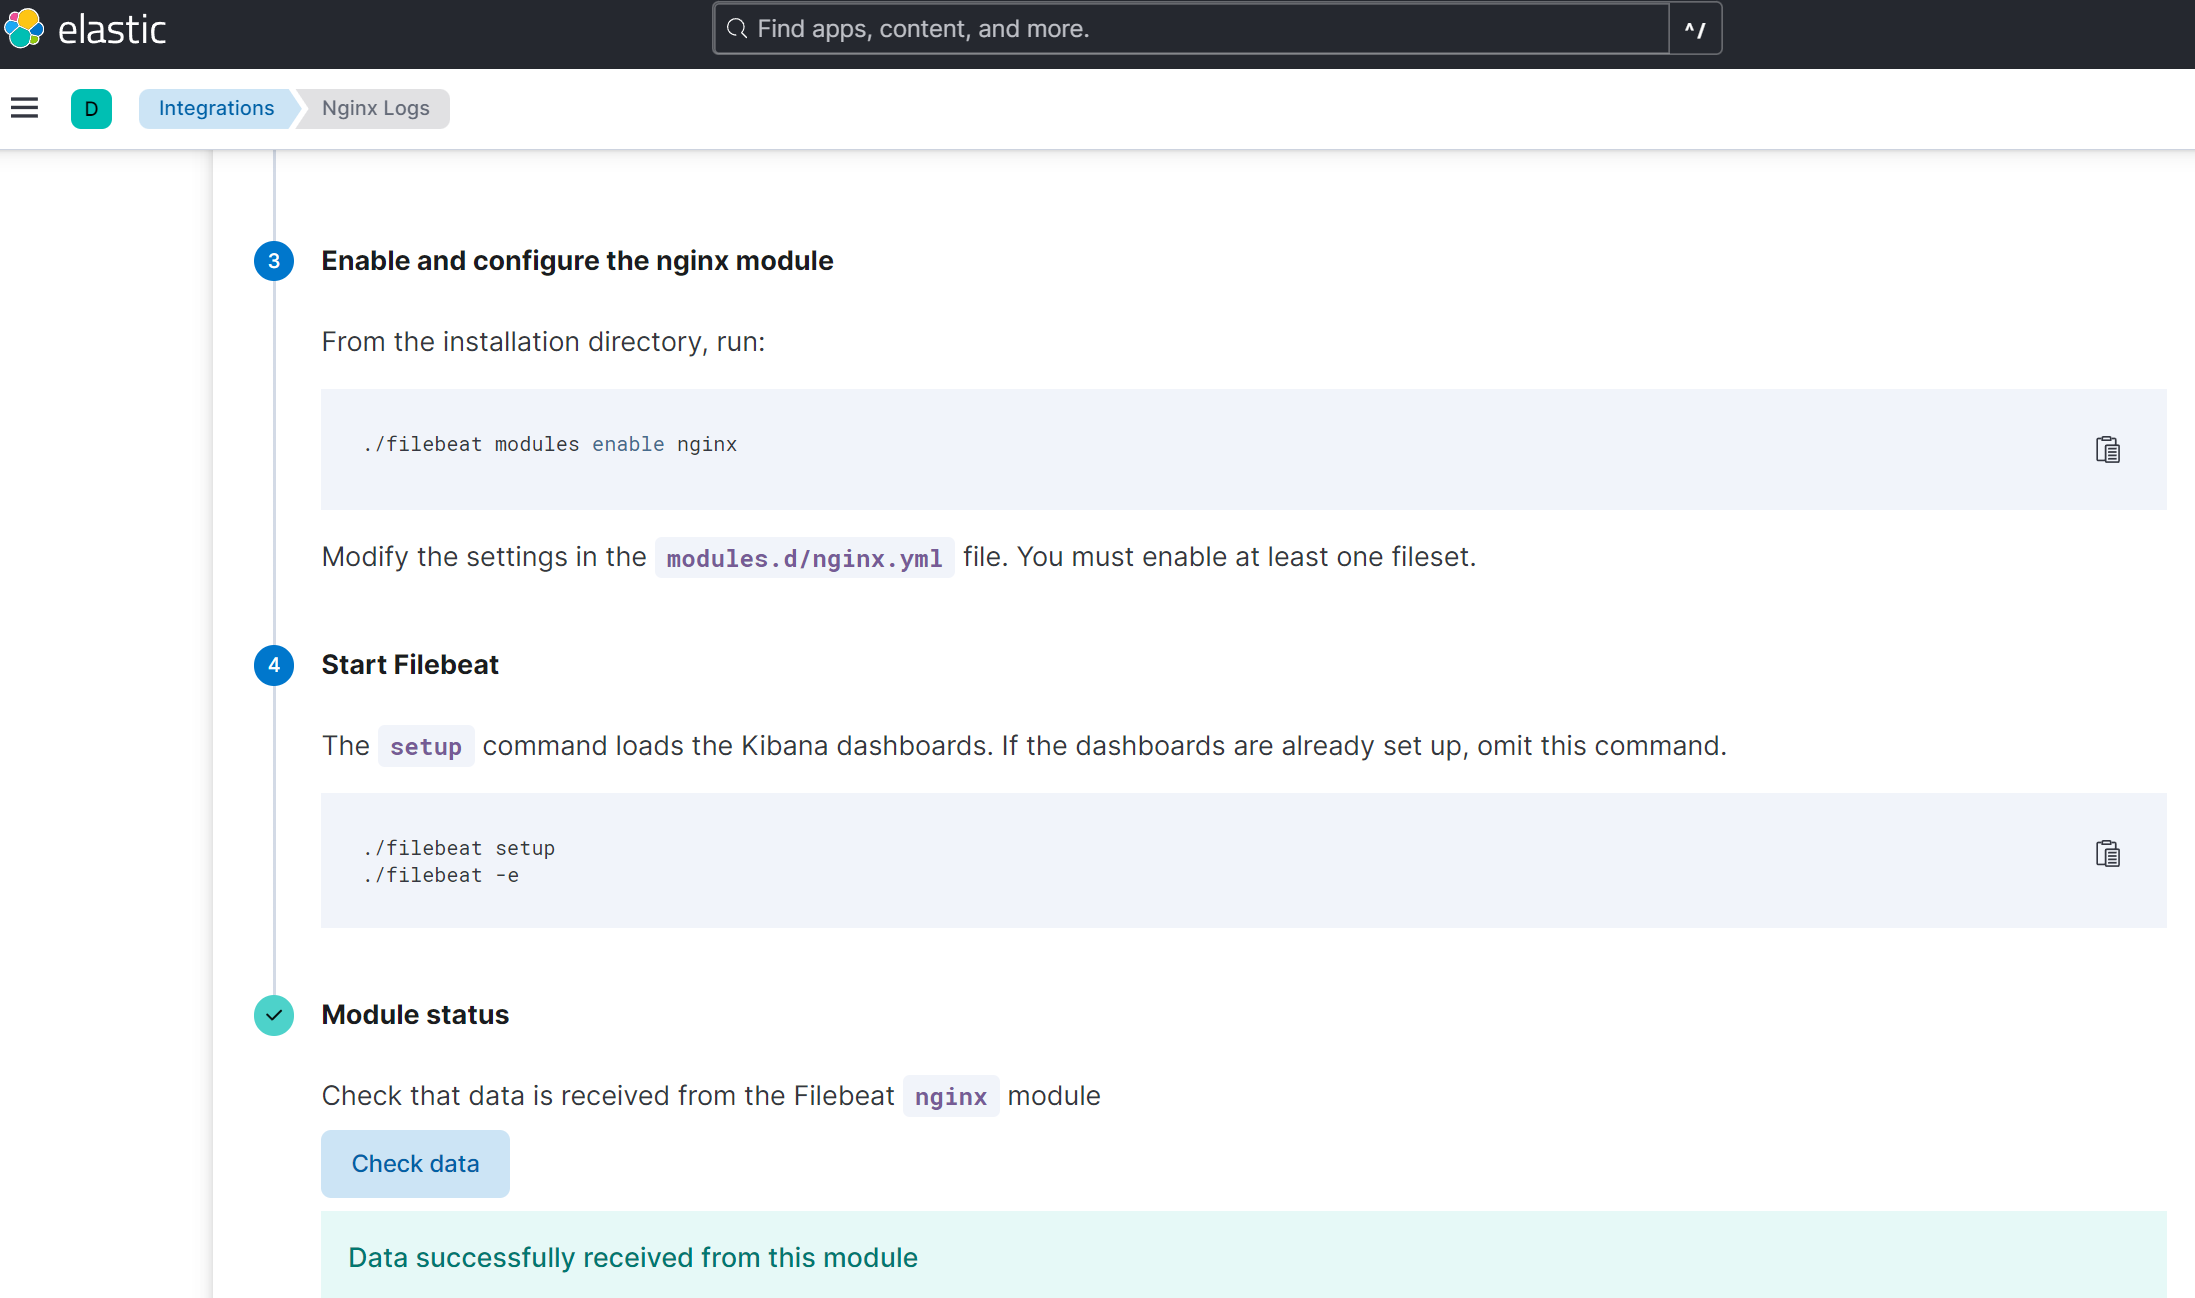 elastic
Find apps, content, and more.
^/
D
Integrations
Nginx Logs
3
Enable and configure the nginx module
From the installation directory, run:
./filebeat modules enable nginx
Modify the settings in the modules.d/nginx.yml file. You must enable at least one fileset.
4
Start Filebeat
The setup command loads the Kibana dashboards. If the dashboards are already set up, omit this command.
./filebeat setup
./filebeat -e
Module status
Check that data is received from the Filebeat nginx module
Check data
Data successfully received from this module